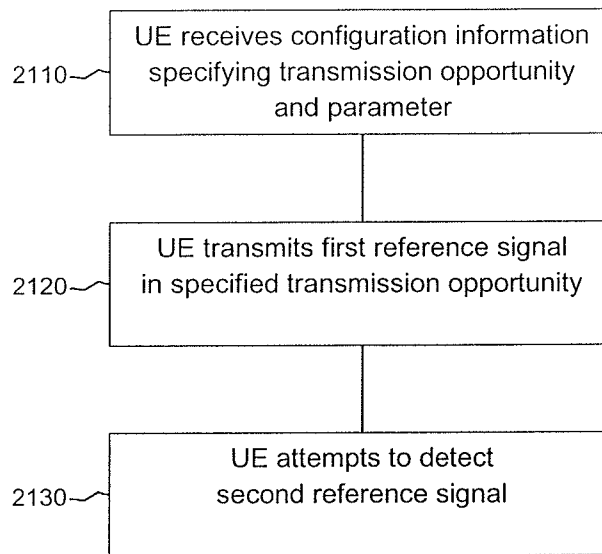 UE receives configuration information
2110
specifying transmission opportunity
and parameter
UE transmits first reference signal
2120
in specified transmission opportunity
UE attempts to detect
2130
second reference signal